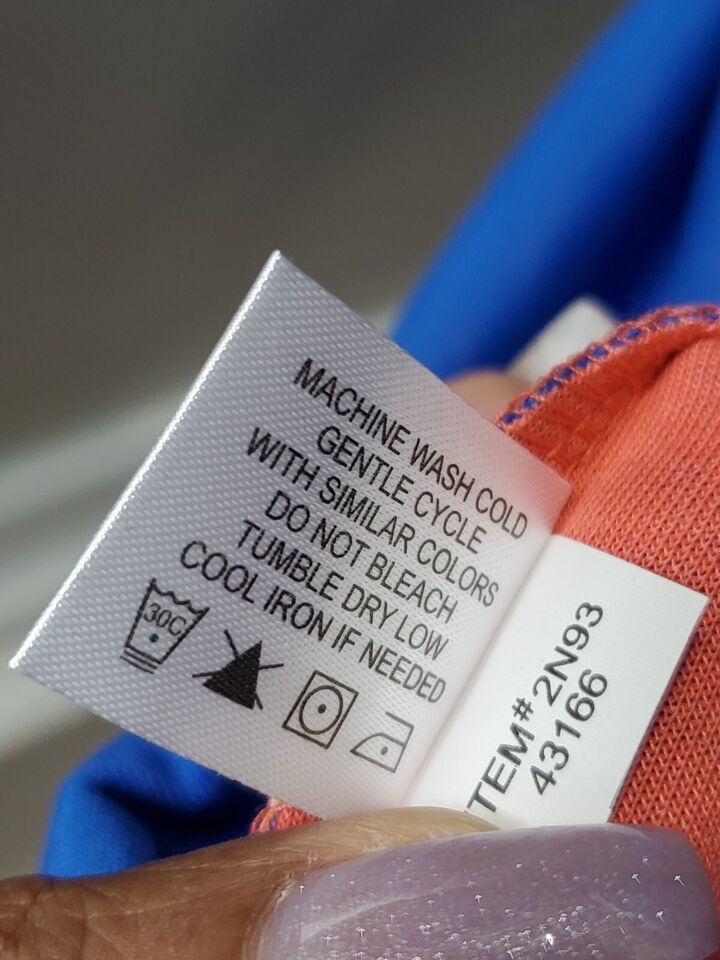 MACHINE WASH COLD
GENTLE CYCLE
WITH SIMILAR COLORS
DO NOT BLEACH
TUMBLE DRY LOW
COOL IRON IF NEEDED
30C
TEM# 2N93
43166